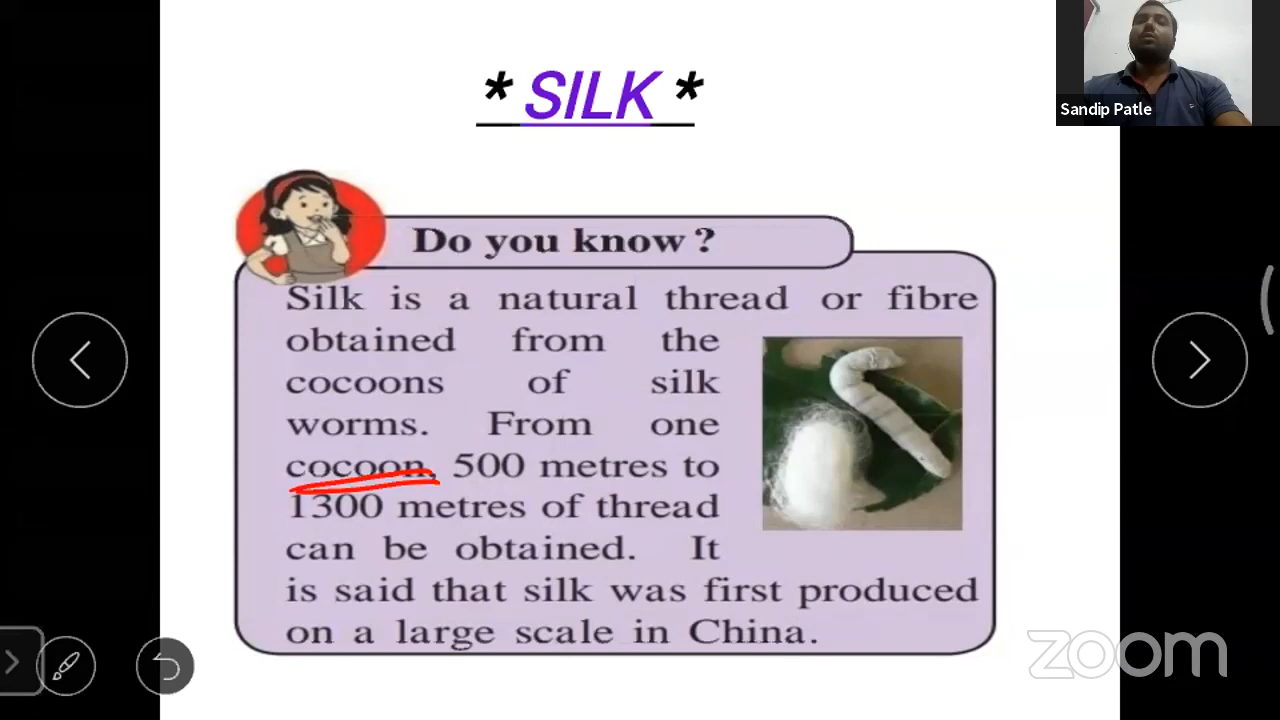 * SILK *
Sandip Patle
Do you know ?
Silk is a natural thread or fibre
obtained from the
cocoons of silk
worms. From one
cocoon, 500 metres to
1300 metres of thread
can be obtained. It
is said that silk was first produced
on a large scale in China.
zoom